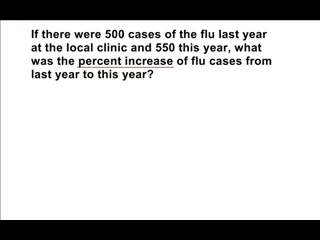 If there were 500 cases of the flu last year
at the local clinic and 550 this year, what
was the percent increase of flu cases from
last year to this year?